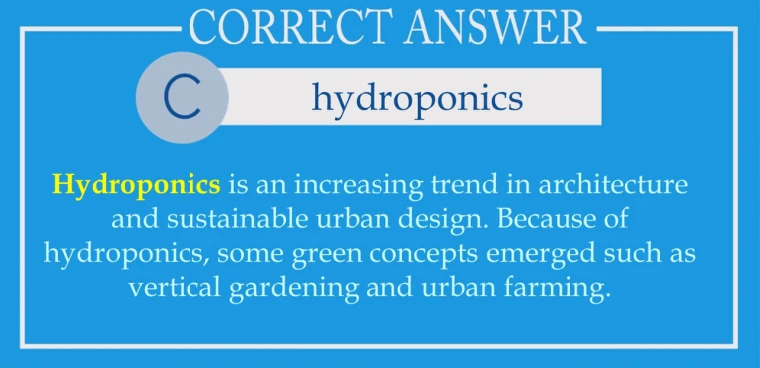 CORRECT ANSWER
C hydroponics
Hydroponics is an increasing trend in architecture
and sustainable urban design. Because of
hydroponics, some green concepts emerged such as
vertical gardening and urban farming.